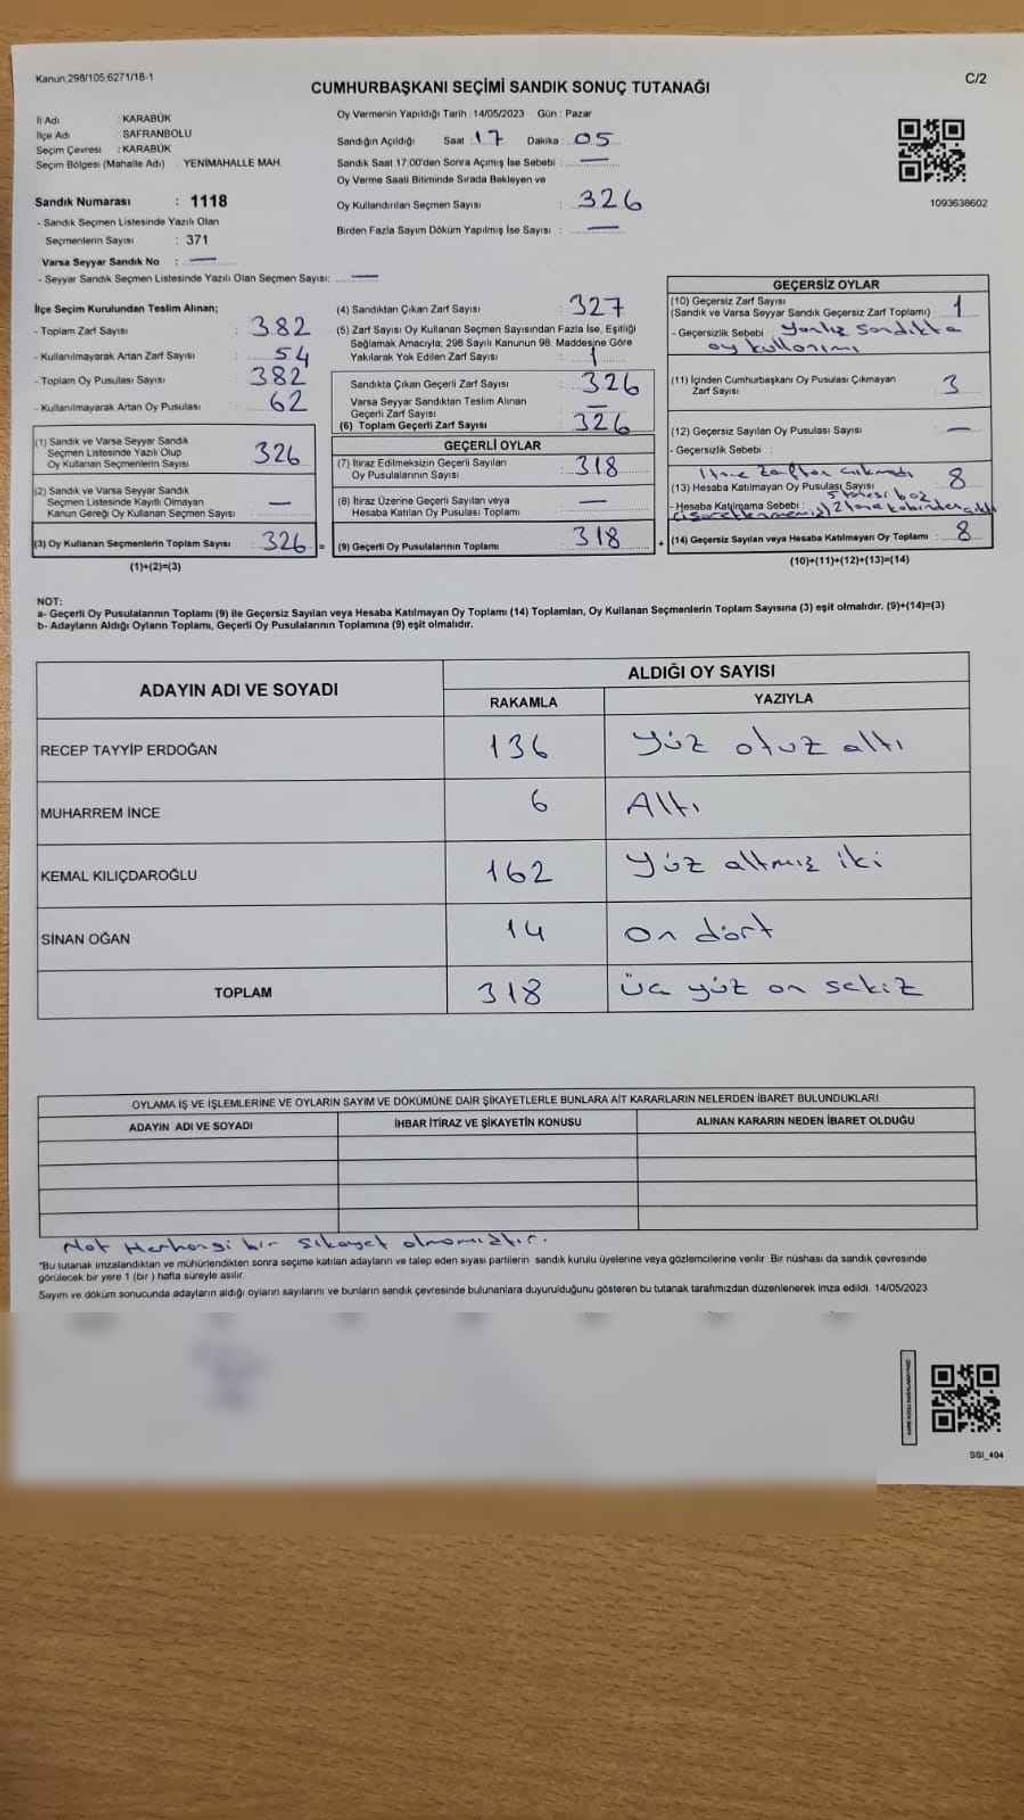 Kanun:298/105;6271/18-1
C/2
CUMHURBAŞKANI SEÇİMİ SANDIK SONUÇ TUTANAĞI
İl Adı : KARABÜK
İlçe Adı : SAFRANBOLU
Seçim Çevresi : KARABÜK
Seçim Bölgesi (Mahalle Adı) YENİMAHALLE MAH.
Sandık Numarası : 1118
- Sandık Seçmen Listesinde Yazılı Olan
Seçmenlerin Sayısı : 371
Varsa Seyyar Sandık No : —
- Seyyar Sandık Seçmen Listesinde Yazılı Olan Seçmen Sayısı: —
Oy Vermenin Yapıldığı Tarih : 14/05/2023 Gün : Pazar
Sandığın Açıldığı Saat : 17 Dakika : 05
Sandık Saat 17:00'den Sonra Açılmış İse Sebebi : —
Oy Verme Saati Bitiminde Sırada Bekleyen ve
Oy Kullandırılan Seçmen Sayısı : 326
Birden Fazla Sayım Döküm Yapılmış İse Sayısı : —
1093638602
İlçe Seçim Kurulundan Teslim Alınan;
- Toplam Zarf Sayısı : 382
- Kullanılmayarak Artan Zarf Sayısı : 54
- Toplam Oy Pusulası Sayısı : 382
- Kullanılmayarak Artan Oy Pusulası : 62
(1) Sandık ve Varsa Seyyar Sandık
Seçmen Listesinde Yazılı Olup
Oy Kullanan Seçmenlerin Sayısı : 326
(2) Sandık ve Varsa Seyyar Sandık
Seçmen Listesinde Kayıtlı Olmayan
Kanun Gereği Oy Kullanan Seçmen Sayısı : —
(3) Oy Kullanan Seçmenlerin Toplam Sayısı : 326
(1)+(2)=(3)
(4) Sandıktan Çıkan Zarf Sayısı : 327
(5) Zarf Sayısı Oy Kullanan Seçmen Sayısından Fazla İse, Eşitliği
Sağlamak Amacıyla; 298 Sayılı Kanunun 98. Maddesine Göre
Yakılarak Yok Edilen Zarf Sayısı : 1
Sandıkta Çıkan Geçerli Zarf Sayısı : 326
Varsa Seyyar Sandıktan Teslim Alınan
Geçerli Zarf Sayısı : —
(6) Toplam Geçerli Zarf Sayısı : 326
GEÇERLİ OYLAR
(7) İtiraz Edilmeksizin Geçerli Sayılan
Oy Pusulalarının Sayısı : 318
(8) İtiraz Üzerine Geçerli Sayılan veya
Hesaba Katılan Oy Pusulası Toplamı : —
= (9) Geçerli Oy Pusulalarının Toplamı : 318
GEÇERSİZ OYLAR
(10) Geçersiz Zarf Sayısı
(Sandık ve Varsa Seyyar Sandık Geçersiz Zarf Toplamı) : 1
- Geçersizlik Sebebi : Yanlız sandıkta
oy kullanımı
(11) İçinden Cumhurbaşkanı Oy Pusulası Çıkmayan
Zarf Sayısı 3
(12) Geçersiz Sayılan Oy Pusulası Sayısı : —
- Geçersizlik Sebebi :
1 tane zaftan çıkmadı
(13) Hesaba Katılmayan Oy Pusulası Sayısı 8
5 tanesi boş
- Hesaba Katılmama Sebebi : (işaretlenmemiş) 2 tane kabinden çıktı
+ (14) Geçersiz Sayılan veya Hesaba Katılmayan Oy Toplamı : 8
(10)+(11)+(12)+(13)=(14)
NOT:
a- Geçerli Oy Pusulalarının Toplamı (9) ile Geçersiz Sayılan veya Hesaba Katılmayan Oy Toplamı (14) Toplamları, Oy Kullanan Seçmenlerin Toplam Sayısına (3) eşit olmalıdır. (9)+(14)=(3)
b- Adayların Aldığı Oyların Toplamı, Geçerli Oy Pusulalarının Toplamına (9) eşit olmalıdır.
ADAYIN ADI VE SOYADI
ALDIĞI OY SAYISI
RAKAMLA YAZIYLA
RECEP TAYYİP ERDOĞAN 136 Yüz otuz altı
MUHARREM İNCE 6 Altı
KEMAL KILIÇDAROĞLU 162 Yüz altmış iki
SİNAN OĞAN 14 On dört
TOPLAM 318 Üç yüz on sekiz
OYLAMA İŞ VE İŞLEMLERİNE VE OYLARIN SAYIM VE DÖKÜMÜNE DAİR ŞİKAYETLERLE BUNLARA AİT KARARLARIN NELERDEN İBARET BULUNDUKLARI
ADAYIN ADI VE SOYADI İHBAR İTİRAZ VE ŞİKAYETİN KONUSU ALINAN KARARIN NEDEN İBARET OLDUĞU
Not Herhangi bir şikayet olmamıştır.
*Bu tutanak imzalandıktan ve mühürlendikten sonra seçime katılan adayların ve talep eden siyasi partilerin sandık kurulu üyelerine veya gözlemcilerine verilir. Bir nüshası da sandık çevresinde
görülecek bir yere 1 (bir) hafta süreyle asılır.
Sayım ve döküm sonucunda adayların aldığı oyların sayılarını ve bunların sandık çevresinde bulunanlara duyurulduğunu gösteren bu tutanak tarafımızdan düzenlenerek imza edildi. 14/05/2023
SSI_404